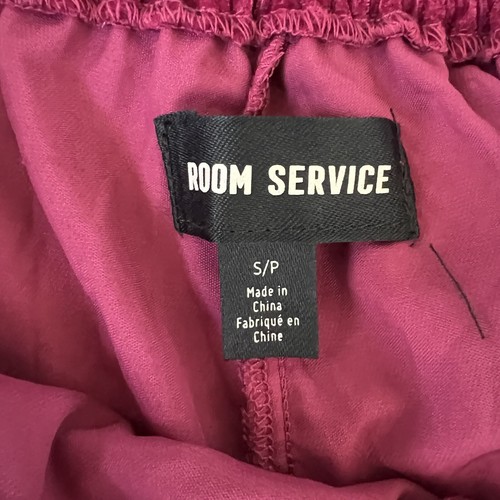 ROOM SERVICE
S/P
Made in
China
Fabriqué en
Chine